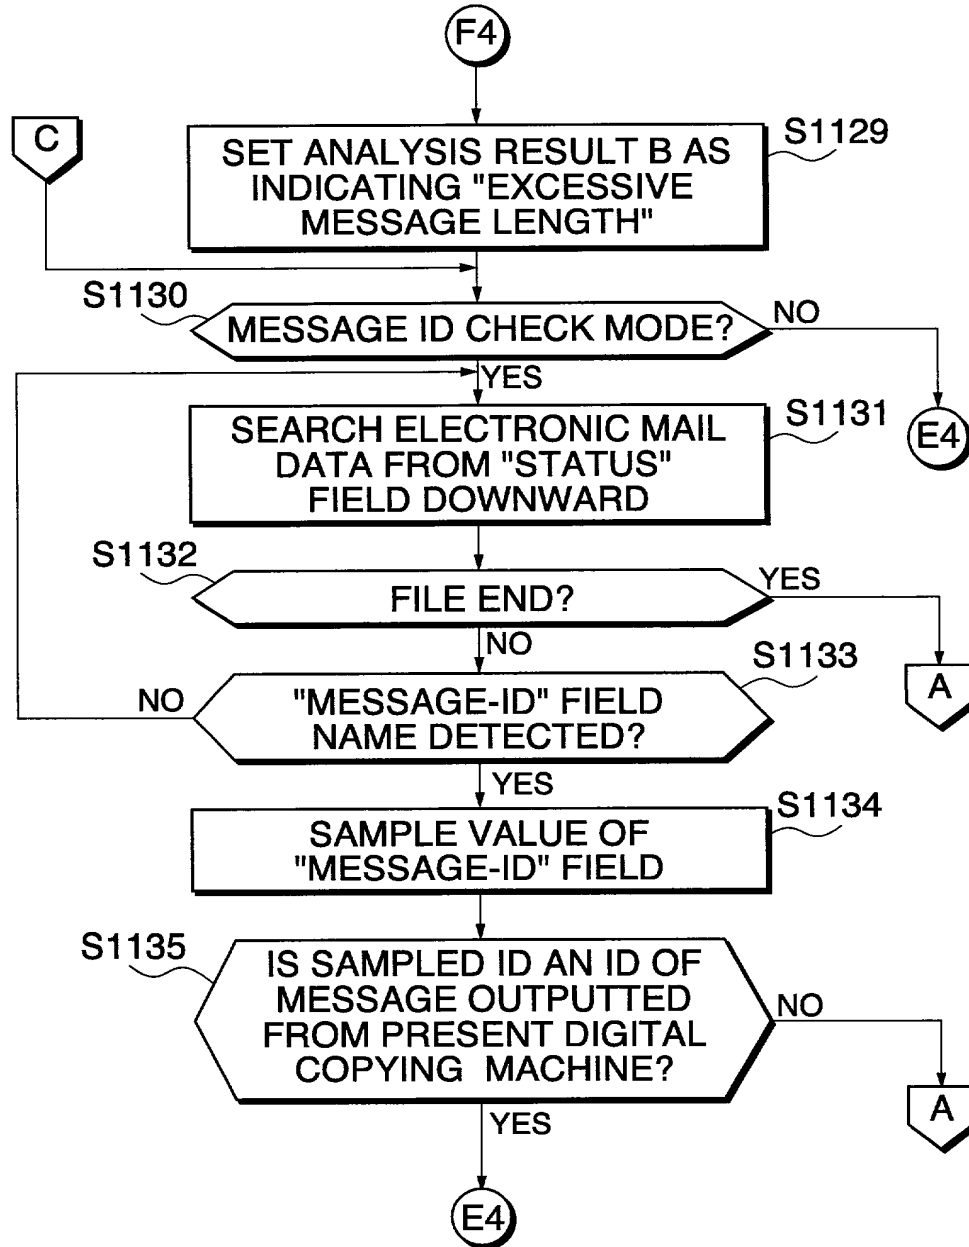 F4
C
S1129
SET ANALYSIS RESULT B AS
INDICATING "EXCESSIVE
MESSAGE LENGTH"
S1130
MESSAGE ID CHECK MODE?
NO
YES
E4
S1131
SEARCH ELECTRONIC MAIL
DATA FROM "STATUS"
FIELD DOWNWARD
S1132
FILE END?
YES
NO
A
S1133
NO
"MESSAGE-ID" FIELD
NAME DETECTED?
YES
S1134
SAMPLE VALUE OF
"MESSAGE-ID" FIELD
S1135
IS SAMPLED ID AN ID OF
MESSAGE OUTPUTTED
FROM PRESENT DIGITAL
COPYING MACHINE?
NO
A
YES
E4